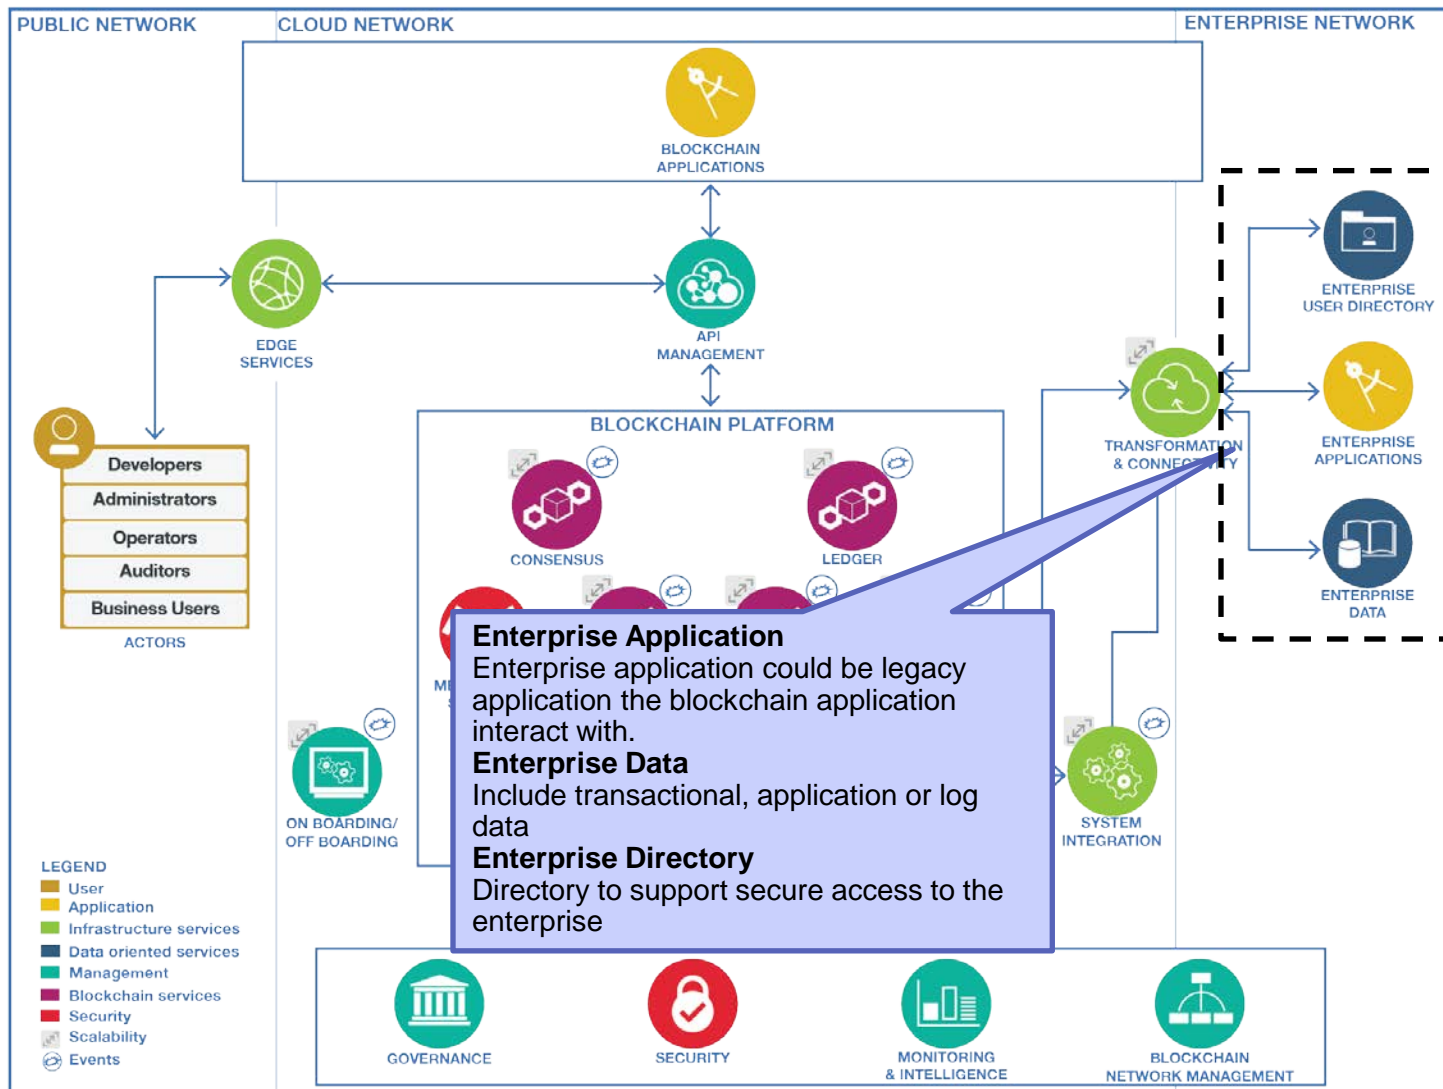 PUBLIC NETWORK
CLOUD NETWORK
ENTERPRISE NETWORK
BLOCKCHAIN
APPLICATIONS
EDGE
SERVICES
API
MANAGEMENT
ENTERPRISE
USER DIRECTORY
TRANSFORMATION
& CONNECTIVITY
ENTERPRISE
APPLICATIONS
ENTERPRISE
DATA
Developers
Administrators
Operators
Auditors
Business Users
ACTORS
BLOCKCHAIN PLATFORM
CONSENSUS
LEDGER
Enterprise Application
Enterprise application could be legacy
application the blockchain application
interact with.
Enterprise Data
Include transactional, application or log
data
Enterprise Directory
Directory to support secure access to the
enterprise
ON BOARDING/
OFF BOARDING
SYSTEM
INTEGRATION
LEGEND
User
Application
Infrastructure services
Data oriented services
Management
Blockchain services
Security
Scalability
Events
GOVERNANCE
SECURITY
MONITORING
& INTELLIGENCE
BLOCKCHAIN
NETWORK MANAGEMENT